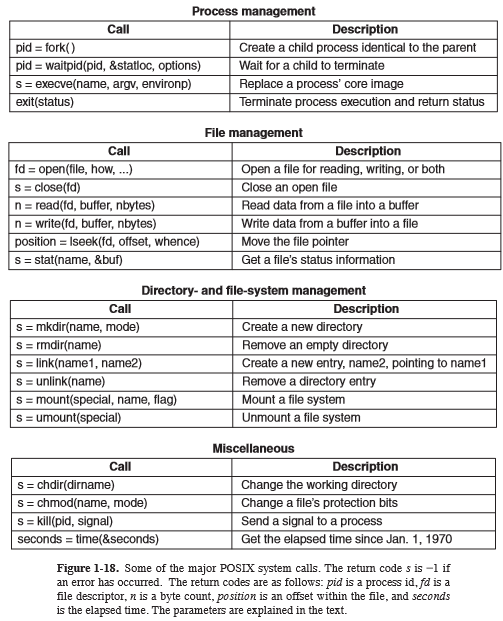 Process management
Call Description
pid = fork( ) Create a child process identical to the parent
pid = waitpid(pid, &statloc, options) Wait for a child to terminate
s = execve(name, argv, environp) Replace a process' core image
exit(status) Terminate process execution and return status
File management
Call Description
fd = open(file, how, ...) Open a file for reading, writing, or both
s = close(fd) Close an open file
n = read(fd, buffer, nbytes) Read data from a file into a buffer
n = write(fd, buffer, nbytes) Write data from a buffer into a file
position = lseek(fd, offset, whence) Move the file pointer
s = stat(name, &buf) Get a file's status information
Directory- and file-system management
Call Description
s = mkdir(name, mode) Create a new directory
s = rmdir(name) Remove an empty directory
s = link(name1, name2) Create a new entry, name2, pointing to name1
s = unlink(name) Remove a directory entry
s = mount(special, name, flag) Mount a file system
s = umount(special) Unmount a file system
Miscellaneous
Call Description
s = chdir(dirname) Change the working directory
s = chmod(name, mode) Change a file's protection bits
s = kill(pid, signal) Send a signal to a process
seconds = time(&seconds) Get the elapsed time since Jan. 1, 1970
Figure 1-18. Some of the major POSIX system calls. The return code s is −1 if
an error has occurred. The return codes are as follows: pid is a process id, fd is a
file descriptor, n is a byte count, position is an offset within the file, and seconds
is the elapsed time. The parameters are explained in the text.